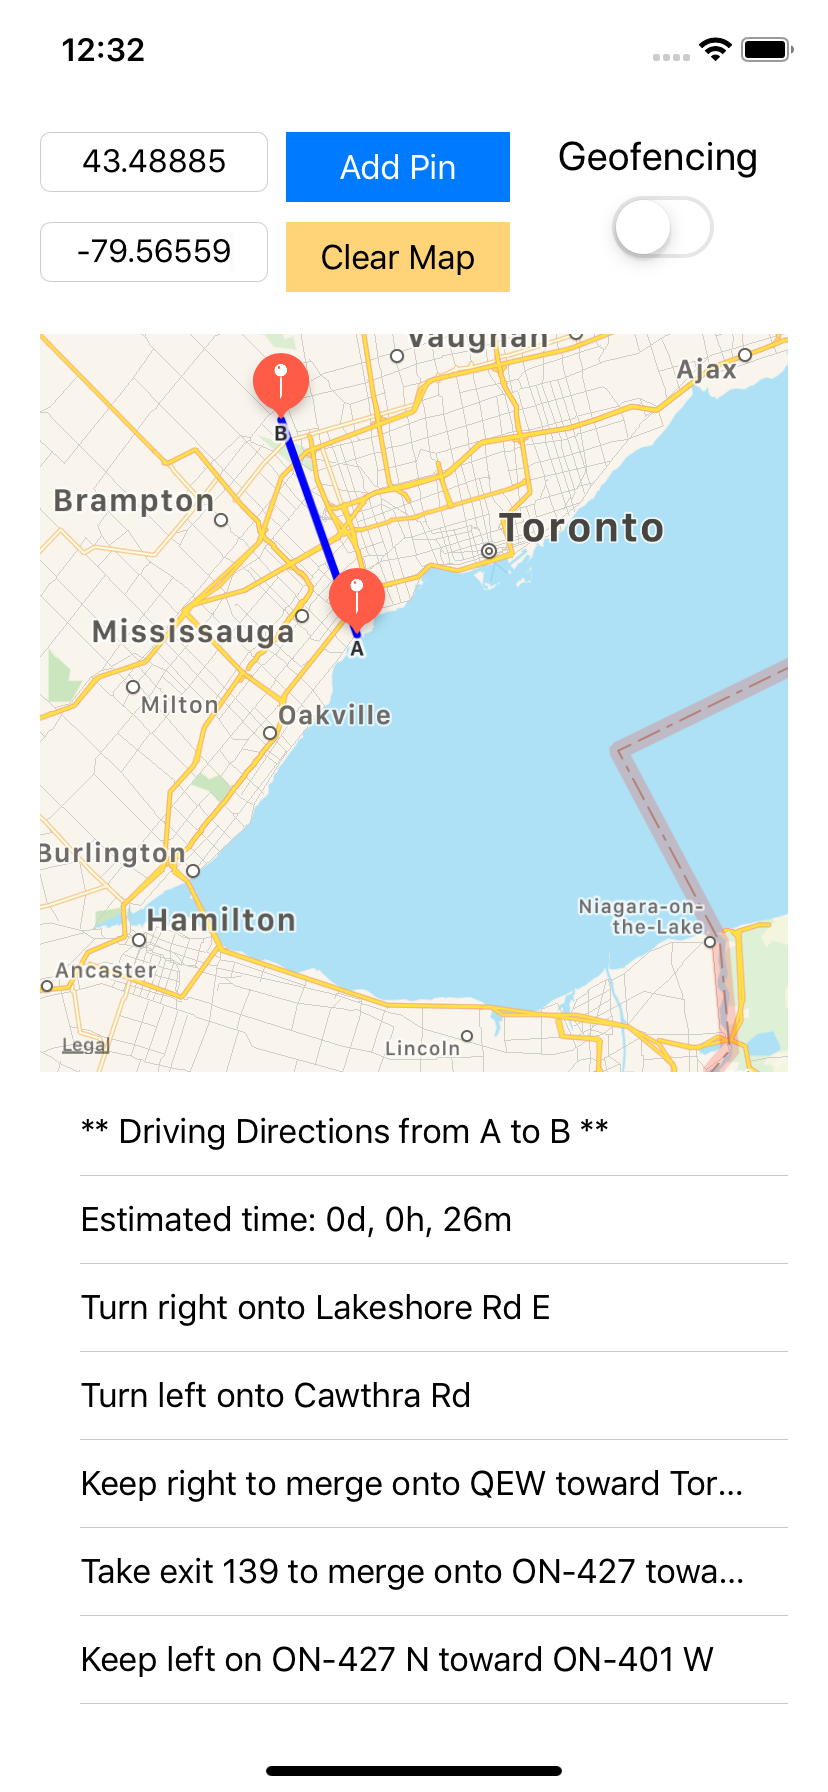 12:32
43.48885
Add Pin
Geofencing
-79.56559
Clear Map
Vaughan
Ajax
B
Brampton
Toronto
Mississauga
A
Milton
Oakville
Burlington
Hamilton
Niagara-on-
the-Lake
Ancaster
Legal
Lincoln
** Driving Directions from A to B **
Estimated time: 0d, 0h, 26m
Turn right onto Lakeshore Rd E
Turn left onto Cawthra Rd
Keep right to merge onto QEW toward Tor...
Take exit 139 to merge onto ON-427 towa...
Keep left on ON-427 N toward ON-401 W